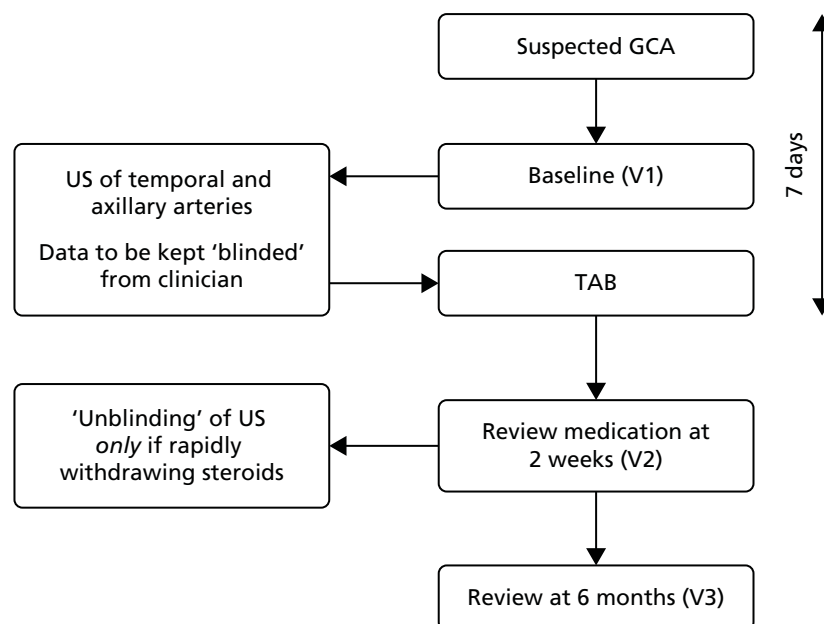 Suspected GCA
Baseline (V1)
US of temporal and
axillary arteries
Data to be kept ‘blinded’
from clinician
TAB
7 days
‘Unblinding’ of US
only if rapidly
withdrawing steroids
Review medication at
2 weeks (V2)
Review at 6 months (V3)